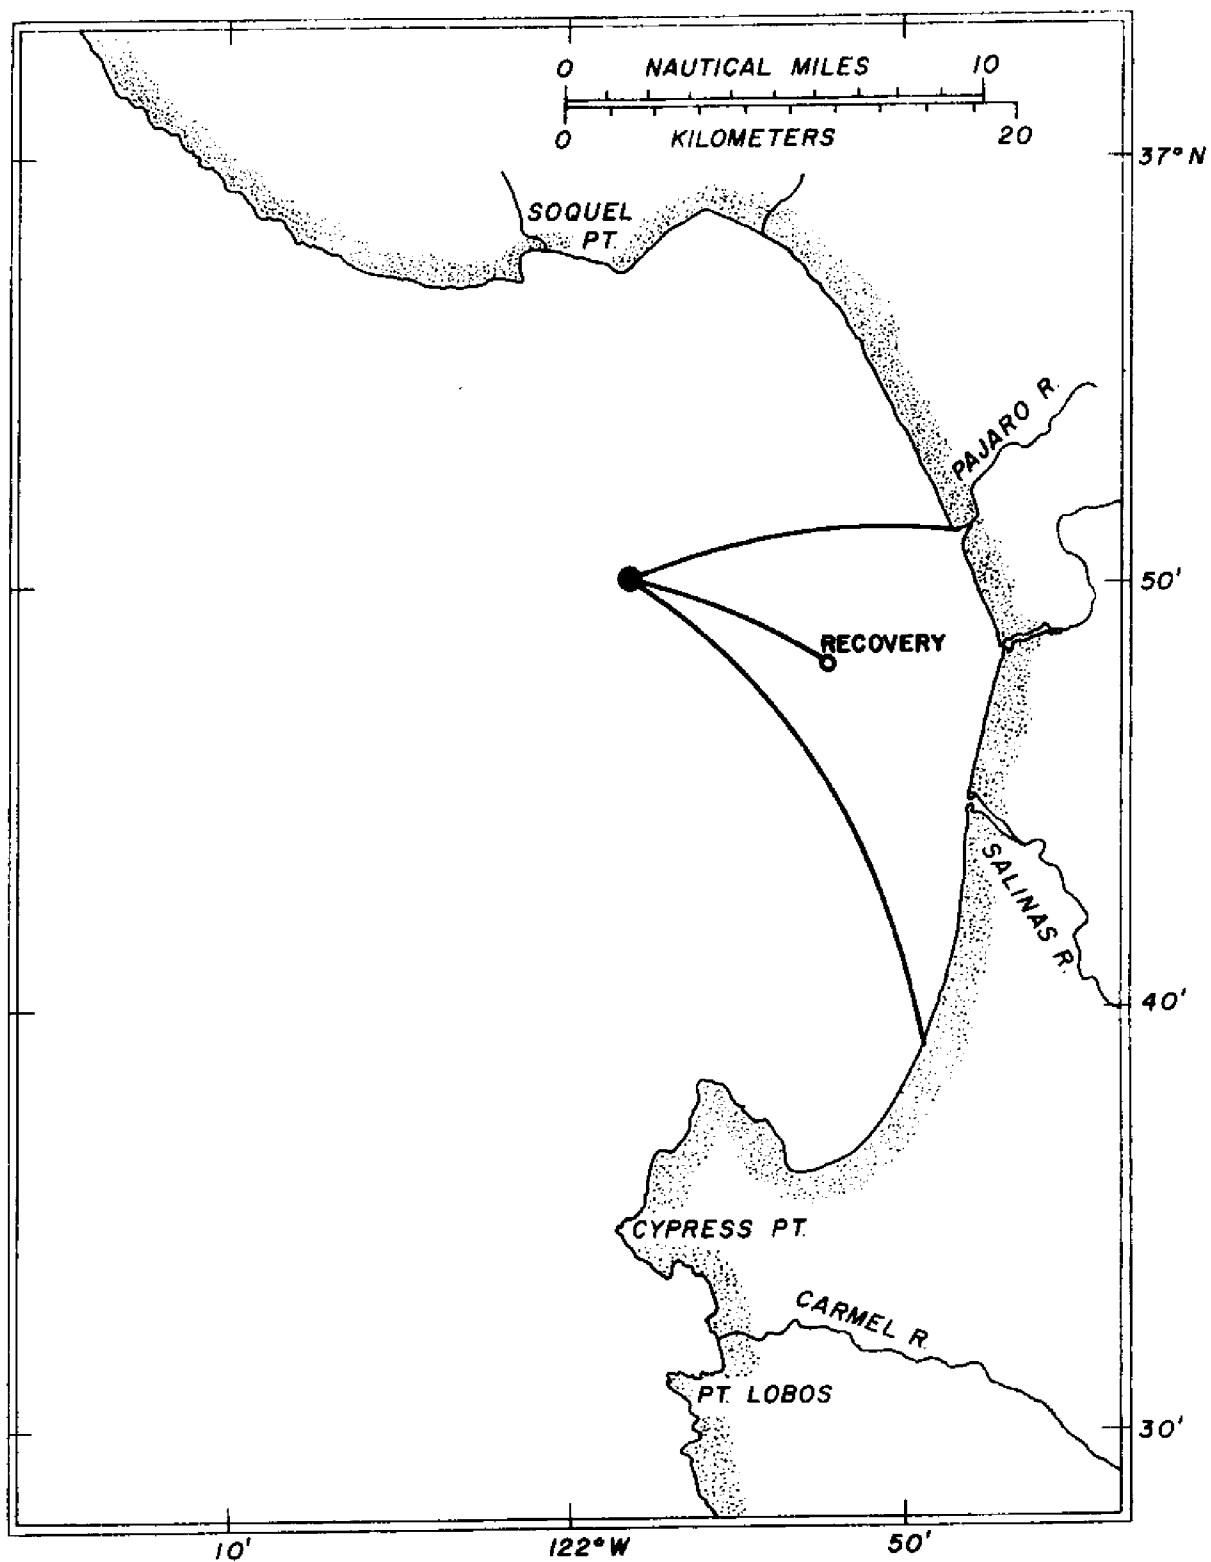 0 NAUTICAL MILES 10
0 KILOMETERS 20
37° N
SOQUEL
PT.
PAJARO R.
50'
RECOVERY
SALINAS R.
40'
CYPRESS PT.
CARMEL R.
PT. LOBOS
30'
10' 122° W 50'